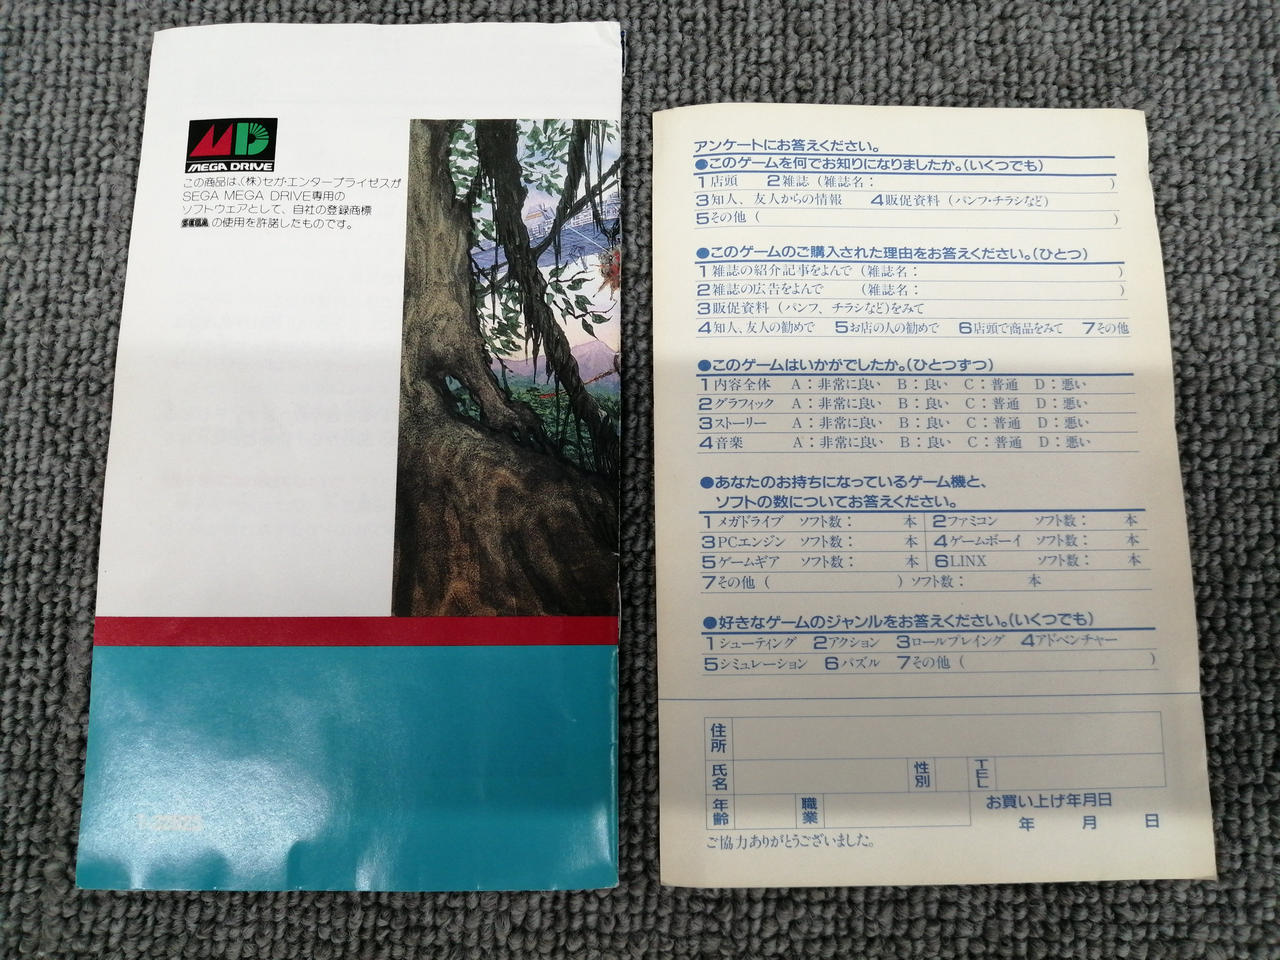 MEGA DRIVE
この商品は、(株)セガ・エンタープライゼスが
SEGA MEGA DRIVE専用の
ソフトウェアとして、自社の登録商標
SEGA の使用を許諾したものです。
アンケートにお答えください。
●このゲームを何でお知りになりましたか。(いくつでも)
1店頭 2雑誌(雑誌名: )
3知人、友人からの情報 4販促資料(パンフ・チラシなど)
5その他( )
●このゲームのご購入された理由をお答えください。(ひとつ)
1雑誌の紹介記事をよんで(雑誌名: )
2雑誌の広告をよんで (雑誌名: )
3販促資料(パンフ、チラシなど)をみて
4知人、友人の勧めで 5お店の人の勧めで 6店頭で商品をみて 7その他
●このゲームはいかがでしたか。(ひとつずつ)
1内容全体 A:非常に良い B:良い C:普通 D:悪い
2グラフィック A:非常に良い B:良い C:普通 D:悪い
3ストーリー A:非常に良い B:良い C:普通 D:悪い
4音楽 A:非常に良い B:良い C:普通 D:悪い
●あなたのお持ちになっているゲーム機と、
ソフトの数についてお答えください。
1メガドライブ ソフト数: 本 2ファミコン ソフト数: 本
3PCエンジン ソフト数: 本 4ゲームボーイ ソフト数: 本
5ゲームギア ソフト数: 本 6LINX ソフト数: 本
7その他( )ソフト数: 本
●好きなゲームのジャンルをお答えください。(いくつでも)
1シューティング 2アクション 3ロールプレイング 4アドベンチャー
5シミュレーション 6パズル 7その他( )
住所
氏名 性別 TEL
年齢 職業 お買い上げ年月日
年 月 日
ご協力ありがとうございました。